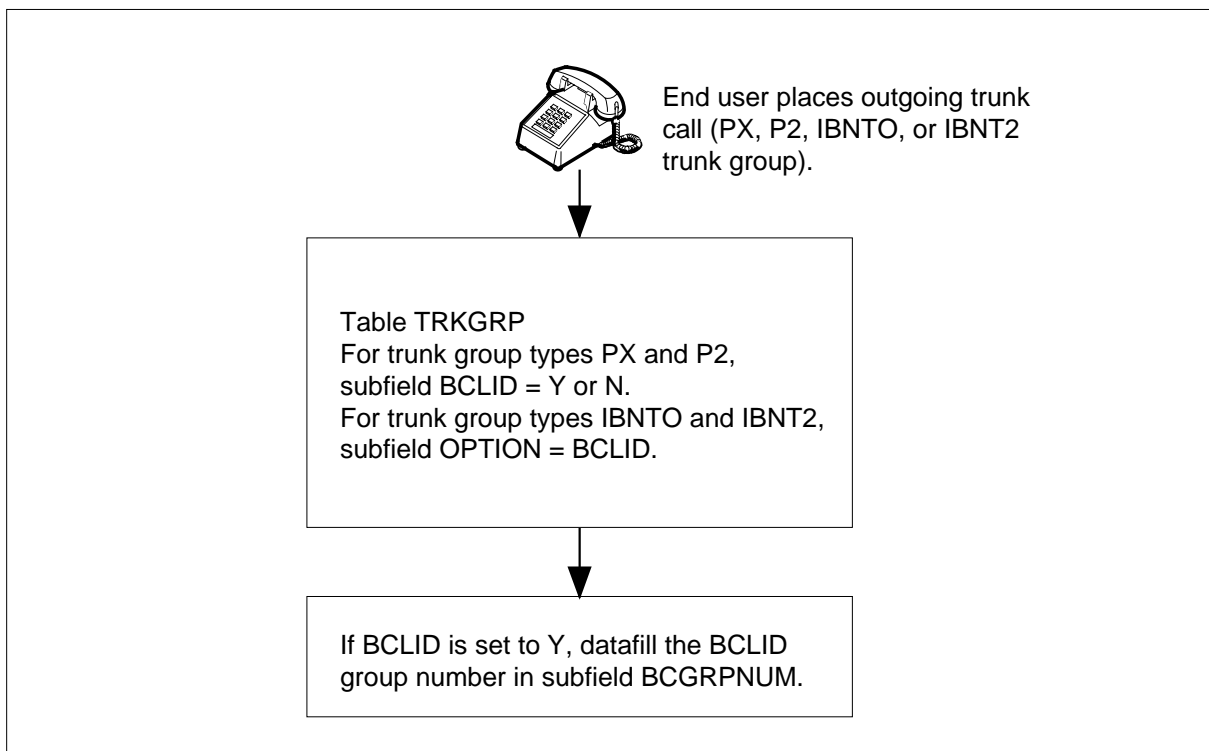 End user places outgoing trunk
call (PX, P2, IBNTO, or IBNT2
trunk group).
Table TRKGRP
For trunk group types PX and P2,
subfield BCLID = Y or N.
For trunk group types IBNTO and IBNT2,
subfield OPTION = BCLID.
If BCLID is set to Y, datafill the BCLID
group number in subfield BCGRPNUM.